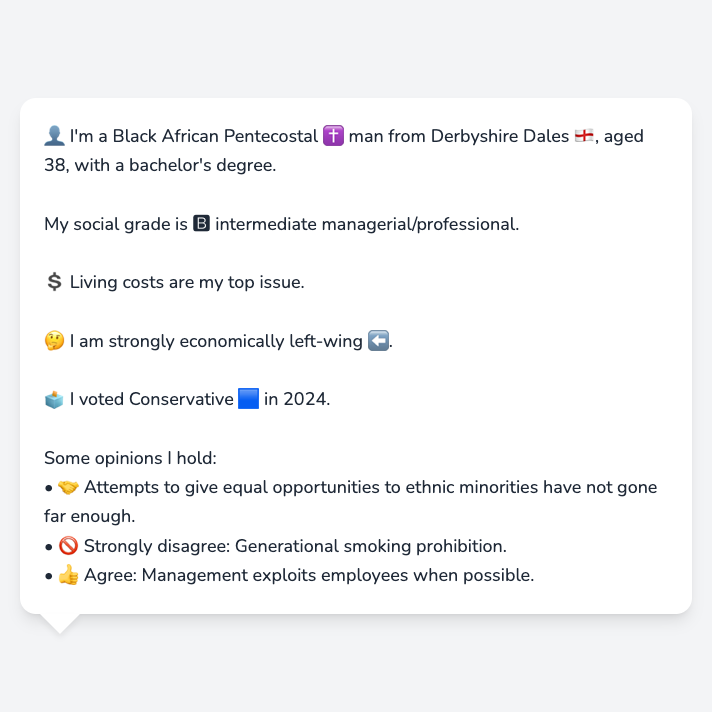 👤 I'm a Black African Pentecostal ✝️ man from Derbyshire Dales 🏴󠁧󠁢󠁥󠁮󠁧󠁿, aged
38, with a bachelor's degree.
My social grade is 🅱 intermediate managerial/professional.
💲 Living costs are my top issue.
🤔 I am strongly economically left-wing ⬅️.
🗳️ I voted Conservative 🟦 in 2024.
Some opinions I hold:
• 🤝 Attempts to give equal opportunities to ethnic minorities have not gone
far enough.
• 🚫 Strongly disagree: Generational smoking prohibition.
• 👍 Agree: Management exploits employees when possible.